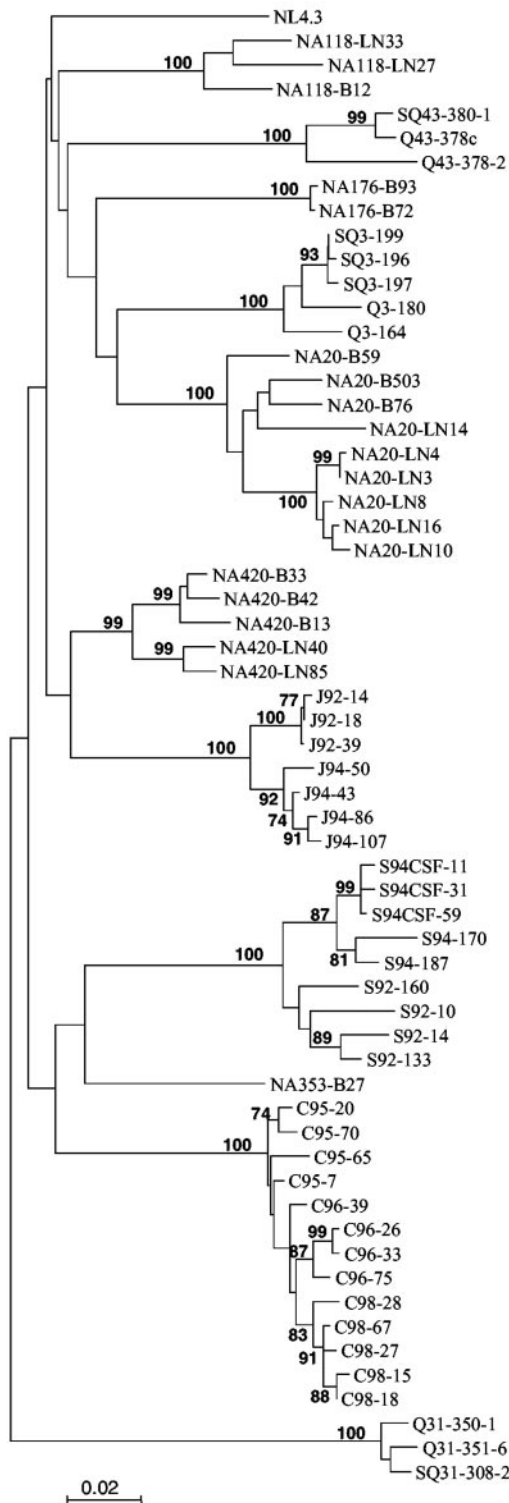 NL4.3
NA118-LN33
NA118-LN27
100
NA118-B12
SQ43-380-1
99
Q43-378c
100
Q43-378-2
NA176-B93
100
NA176-B72
SQ3-199
93
SQ3-196
SQ3-197
100
Q3-180
Q3-164
NA20-B59
NA20-B503
100
NA20-B76
NA20-LN14
NA20-LN4
99
NA20-LN3
100
NA20-LN8
NA20-LN16
NA20-LN10
NA420-B33
99
NA420-B42
99
NA420-B13
NA420-LN40
99
NA420-LN85
J92-14
77
100
J92-18
J92-39
100
J94-50
92
J94-43
74
J94-86
91
J94-107
S94CSF-11
99
S94CSF-31
87
S94CSF-59
S94-170
100
81
S94-187
S92-160
S92-10
89
S92-14
S92-133
NA353-B27
74
C95-20
C95-70
100
C95-65
C95-7
C96-39
99
C96-26
87
C96-33
C96-75
C98-28
83
C98-67
91
C98-27
C98-15
88
C98-18
Q31-350-1
100
Q31-351-6
SQ31-308-2
0.02